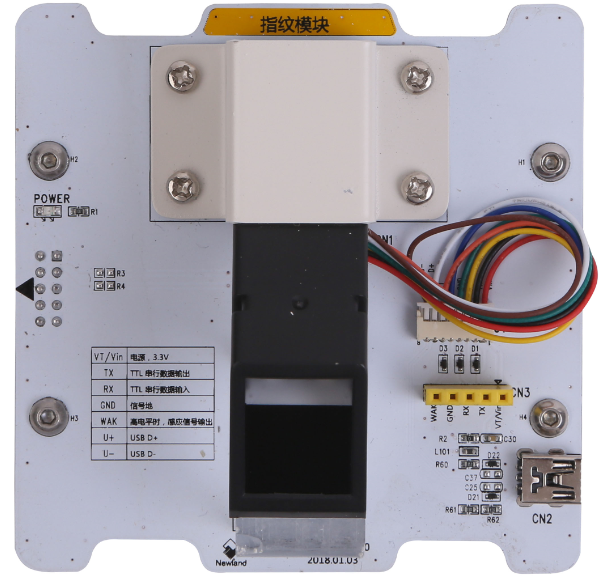 指纹模块
H2
H1
POWER
R1
R3
R4
D3 D2 D1
VT/Vin 电源，3.3V
TX TTL 串行数据输出
RX TTL 串行数据输入
GND 信号地
WAK 高电平时，感应信号输出
U+ USB D+
U- USB D-
CN3
WAK GND RX TX VT/Vin
H3
H4
R2 C30
L101
R60 D22
C37
C25
D21
R61 R62
CN2
Newland
2018.01.03